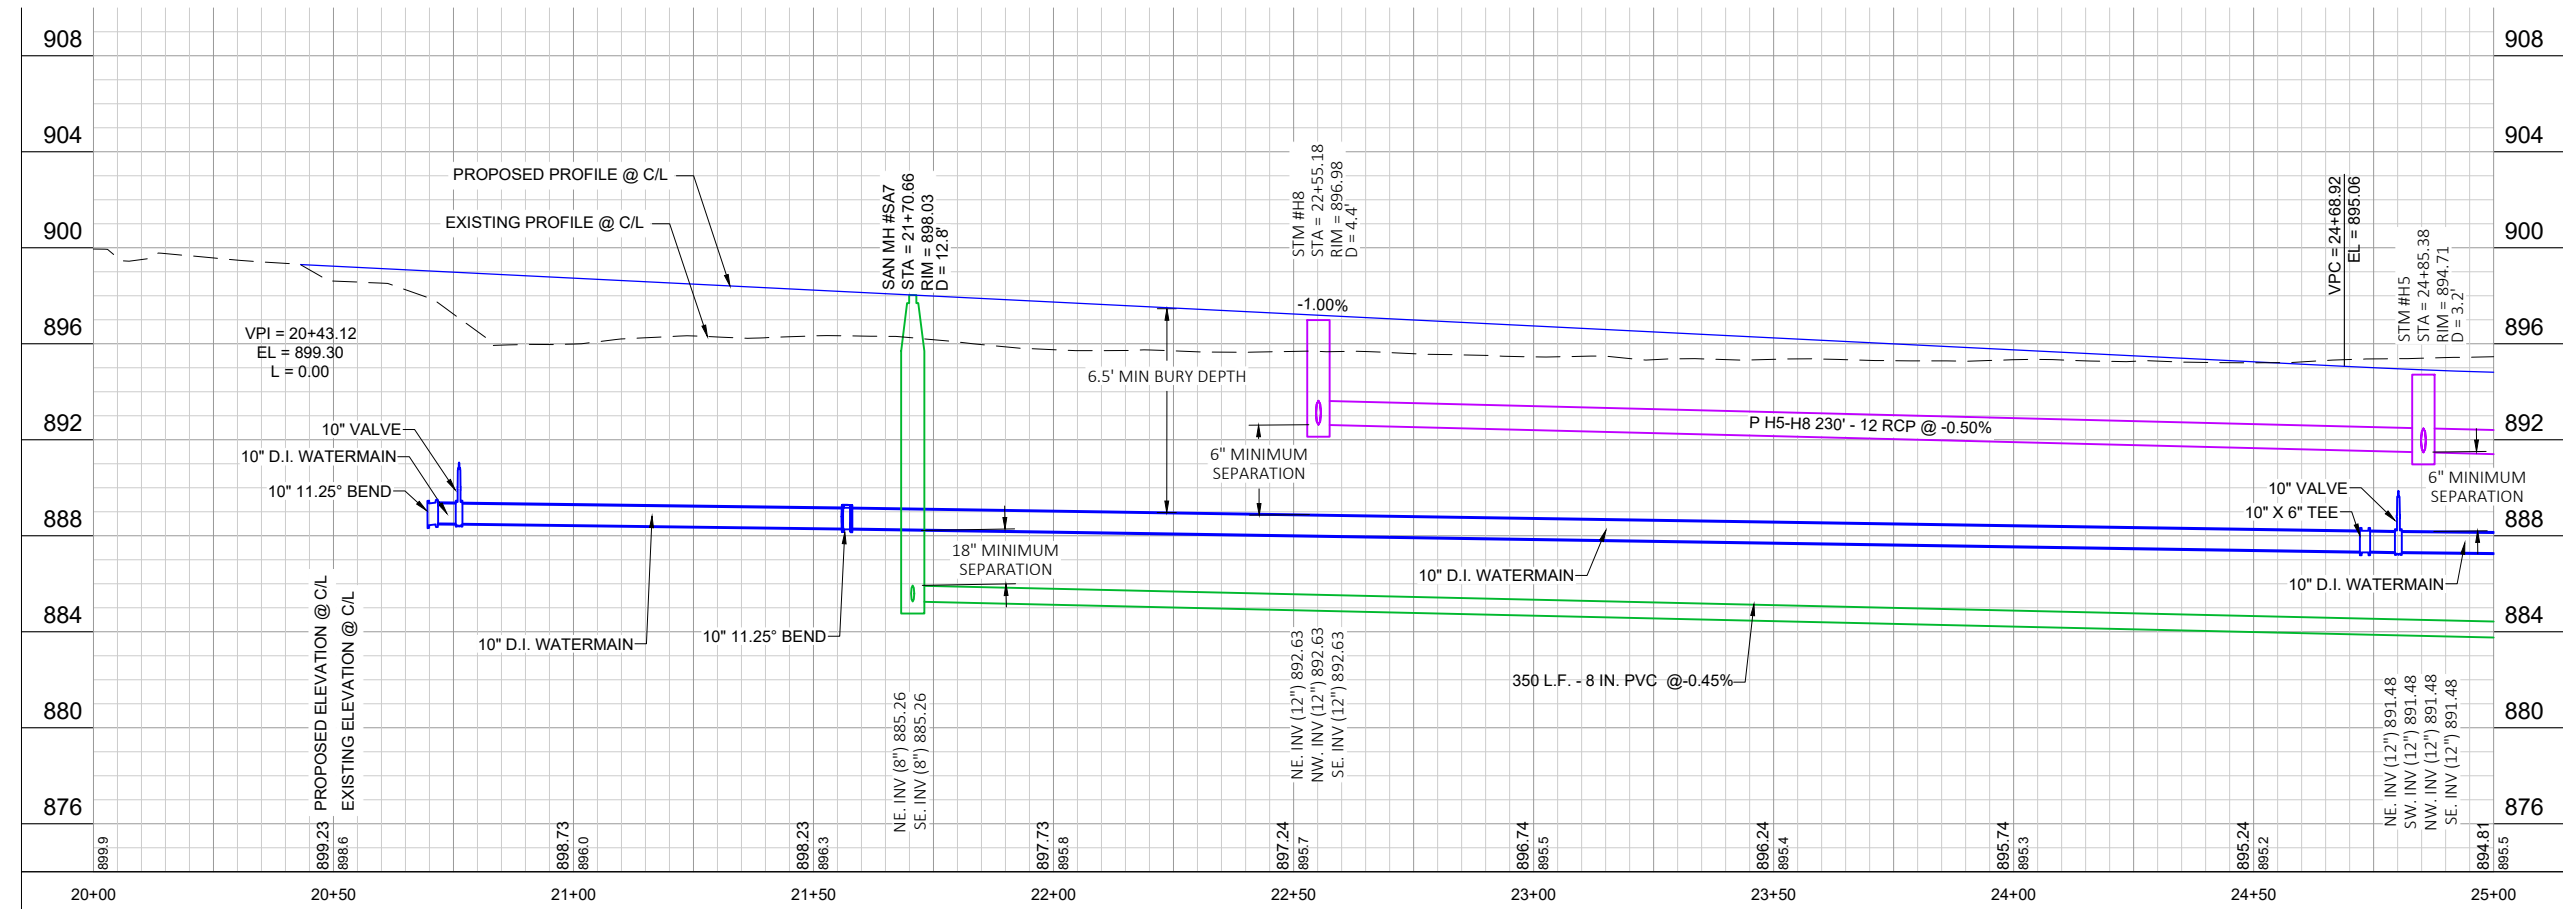 908
908
904
904
900
900
896
896
892
892
888
888
884
884
880
880
876
876
PROPOSED PROFILE @ C/L
EXISTING PROFILE @ C/L
VPI = 20+43.12
EL = 899.30
L = 0.00
10" VALVE
10" D.I. WATERMAIN
10" 11.25° BEND
SAN MH #SA7
STA = 21+70.66
RIM = 898.03
D = 12.8'
6.5' MIN BURY DEPTH
STM #H8
STA = 22+55.18
RIM = 896.98
D = 4.4'
-1.00%
6" MINIMUM
SEPARATION
P H5-H8 230' - 12 RCP @ -0.50%
VPC = 24+68.92
EL = 895.06
STM #H5
STA = 24+85.38
RIM = 894.71
D = 3.2'
6" MINIMUM
SEPARATION
10" VALVE
10" X 6" TEE
10" D.I. WATERMAIN
18" MINIMUM
SEPARATION
10" D.I. WATERMAIN
10" D.I. WATERMAIN
10" 11.25° BEND
350 L.F. - 8 IN. PVC @-0.45%
PROPOSED ELEVATION @ C/L
EXISTING ELEVATION @ C/L
NE. INV (8") 885.26
SE. INV (8") 885.26
NE. INV (12") 892.63
NW. INV (12") 892.63
SE. INV (12") 892.63
NE. INV (12") 891.48
SW. INV (12") 891.48
NW. INV (12") 891.48
SE. INV (12") 891.48
899.9
899.23
898.6
898.73
896.0
898.23
896.3
897.73
895.8
897.24
895.7
896.74
895.5
896.24
895.4
895.74
895.3
895.24
895.2
894.81
895.5
20+00
20+50
21+00
21+50
22+00
22+50
23+00
23+50
24+00
24+50
25+00